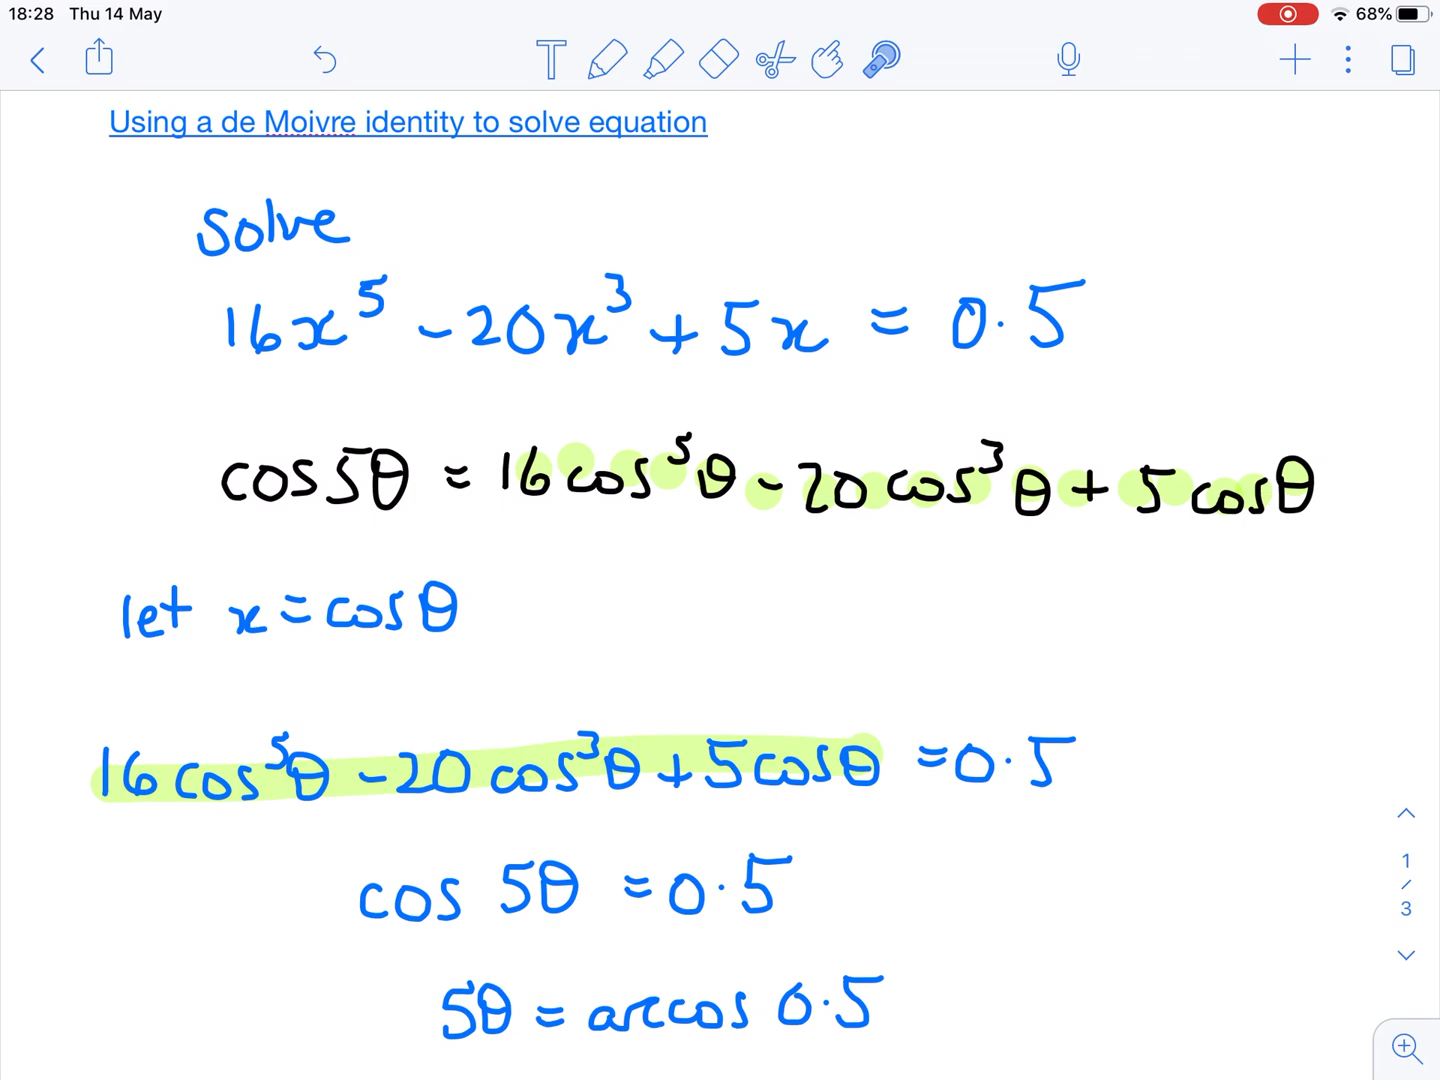 18:28 Thu 14 May 68%
Using a de Moivre identity to solve equation
Solve
16x⁵ - 20x³ + 5x = 0.5
cos5θ = 16cos⁵θ - 20cos³θ + 5cosθ
let x = cosθ
16cos⁵θ - 20cos³θ + 5cosθ = 0.5
cos 5θ = 0.5
5θ = arccos 0.5
1
/
3